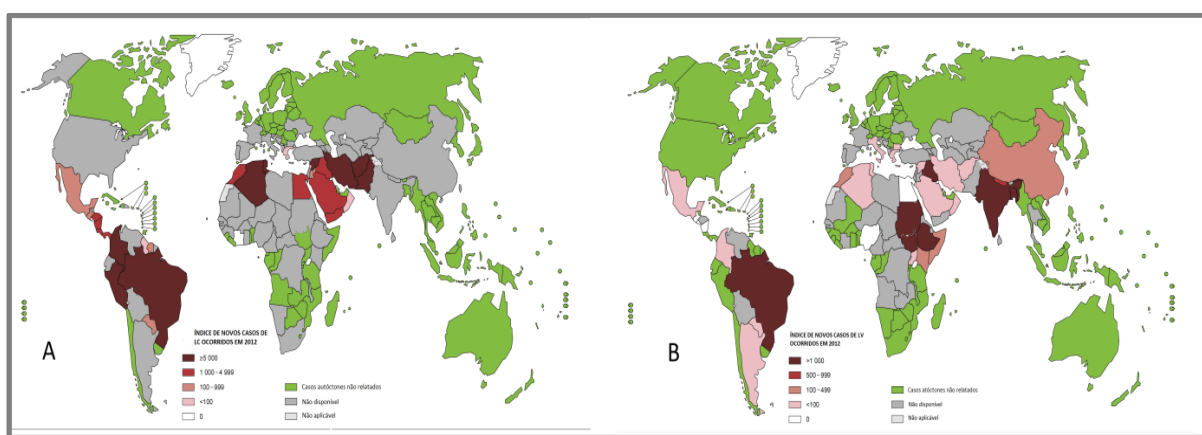 A
ÍNDICE DE NOVOS CASOS DE
LC OCORRIDOS EM 2012
≥5 000
1 000 - 4 999
100 - 999
<100
0
Casos autóctones não relatados
Não disponível
Não aplicável
B
ÍNDICE DE NOVOS CASOS DE LV
OCORRIDOS EM 2012
>1 000
500 - 999
100 - 499
<100
0
Casos atóctones não relatados
Não disponível
Não aplicável